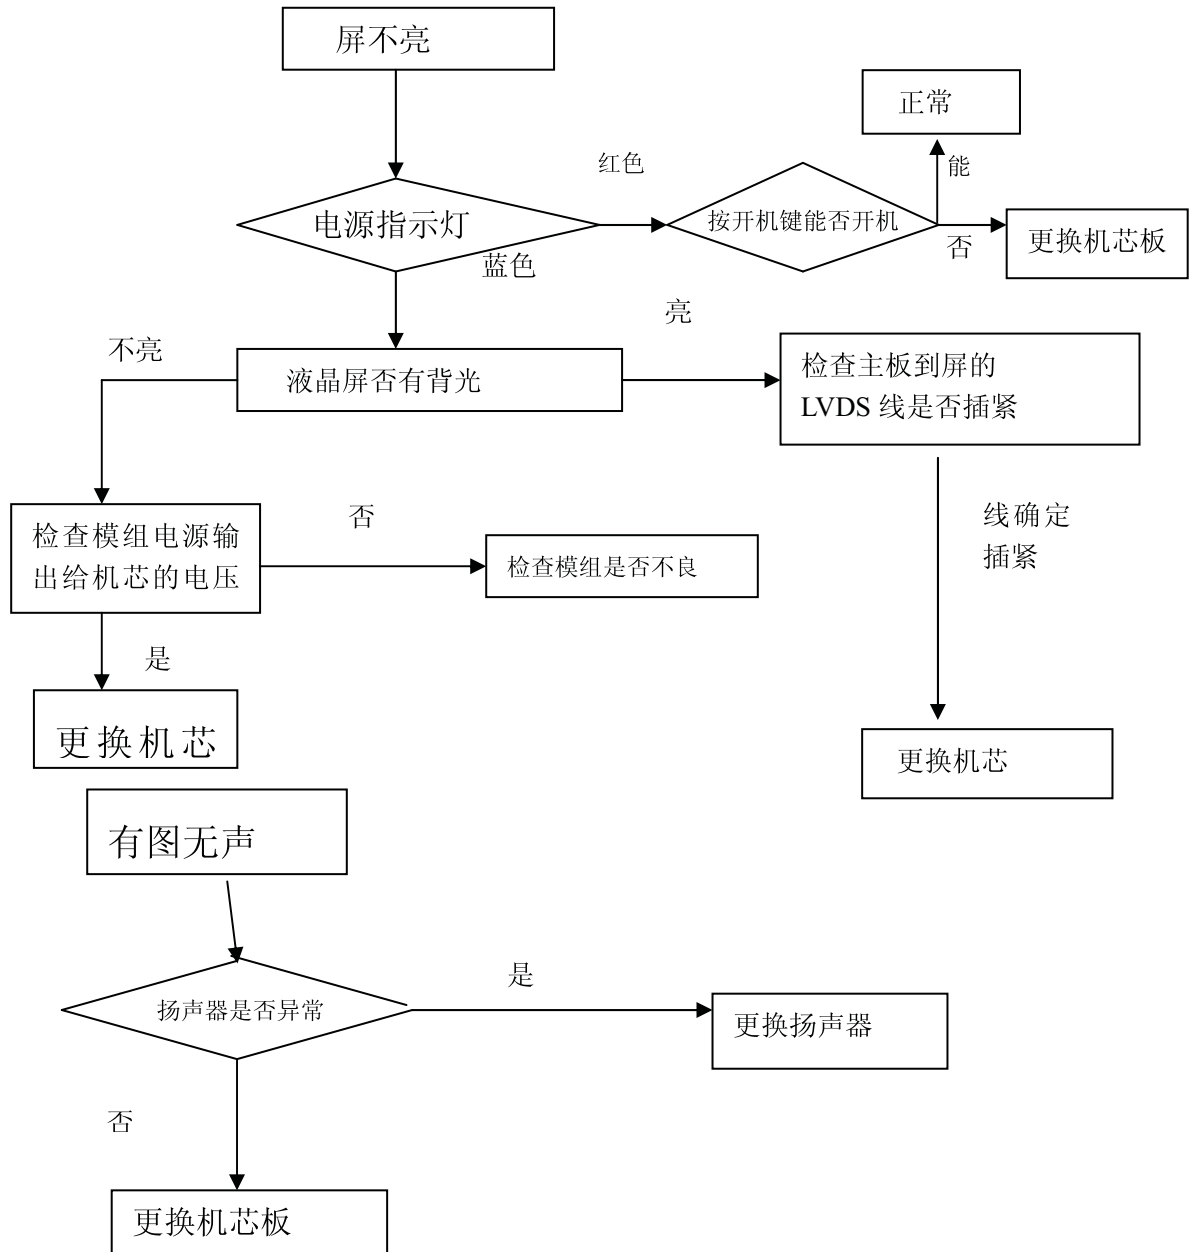 屏不亮
正常
红色
能
电源指示灯
按开机键能否开机
否
更换机芯板
蓝色
亮
不亮
液晶屏否有背光
检查主板到屏的
LVDS 线是否插紧
否
线确定
插紧
检查模组电源输
出给机芯的电压
检查模组是否不良
是
更换机芯
更换机芯
有图无声
是
扬声器是否异常
更换扬声器
否
更换机芯板